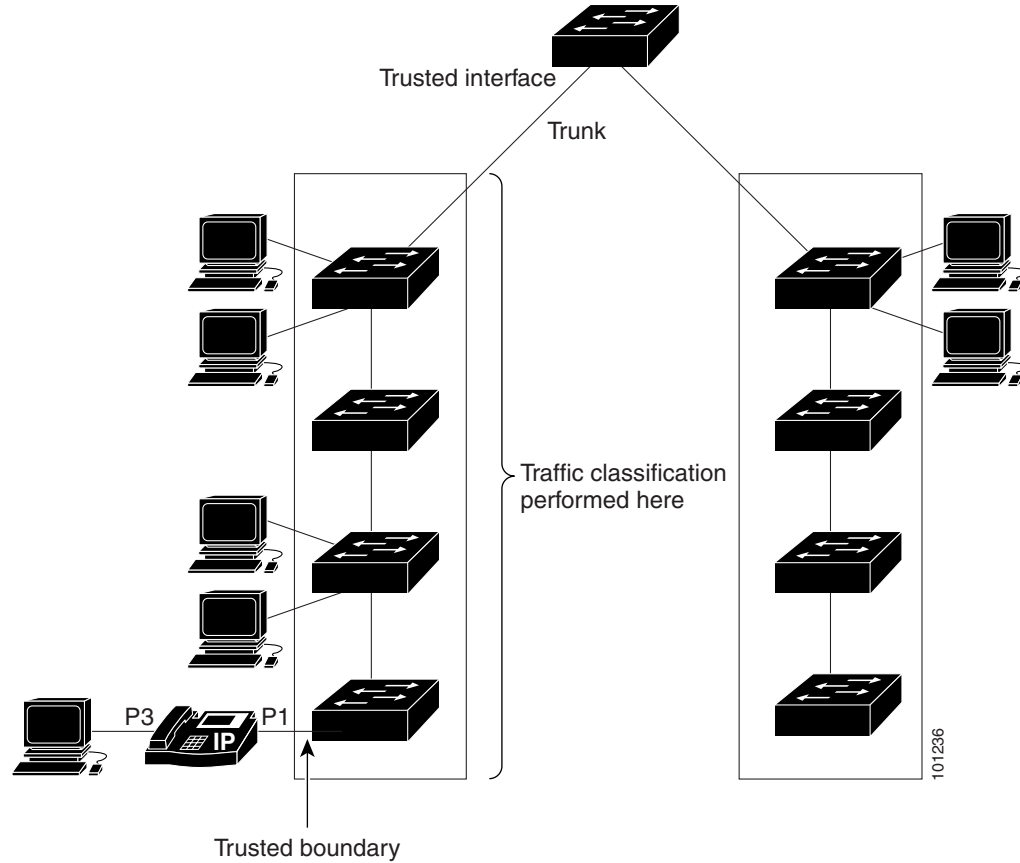 Trusted interface
Trunk
Traffic classification
performed here
P3
P1
IP
101236
Trusted boundary